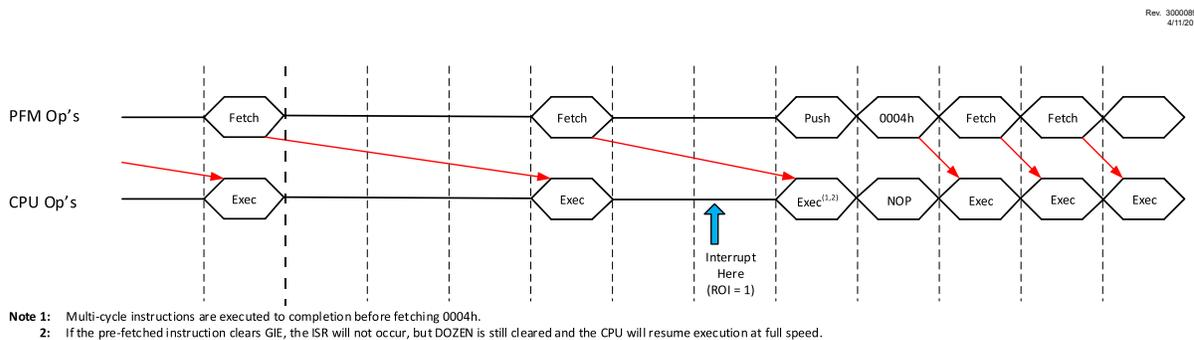 Rev. 3000089
4/11/20
PFM Op's
Fetch
Fetch
Push
0004h
Fetch
Fetch
CPU Op's
Exec
Exec
Exec(1,2)
NOP
Exec
Exec
Exec
Interrupt
Here
(ROI = 1)
Note 1: Multi-cycle instructions are executed to completion before fetching 0004h.
2: If the pre-fetched instruction clears GIE, the ISR will not occur, but DOZEN is still cleared and the CPU will resume execution at full speed.